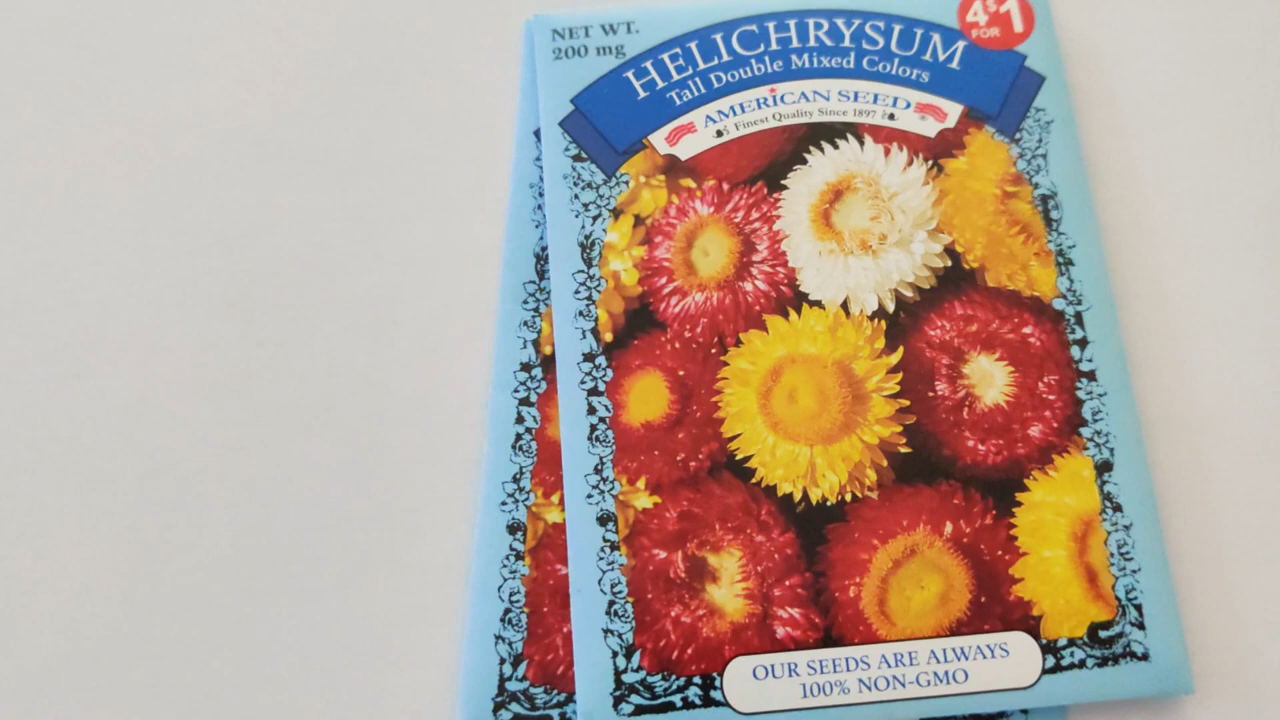 NET WT.
200 mg
4 $1
FOR
HELICHRYSUM
Tall Double Mixed Colors
AMERICAN SEED
Finest Quality Since 1897
OUR SEEDS ARE ALWAYS
100% NON-GMO